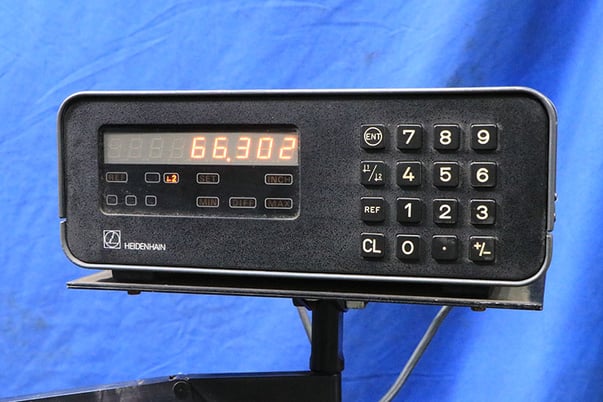 66.302
REF L2 SET INCH
MIN DIFF MAX
HEIDENHAIN
ENT 7 8 9
L1/L2 4 5 6
REF 1 2 3
CL 0 . +/-